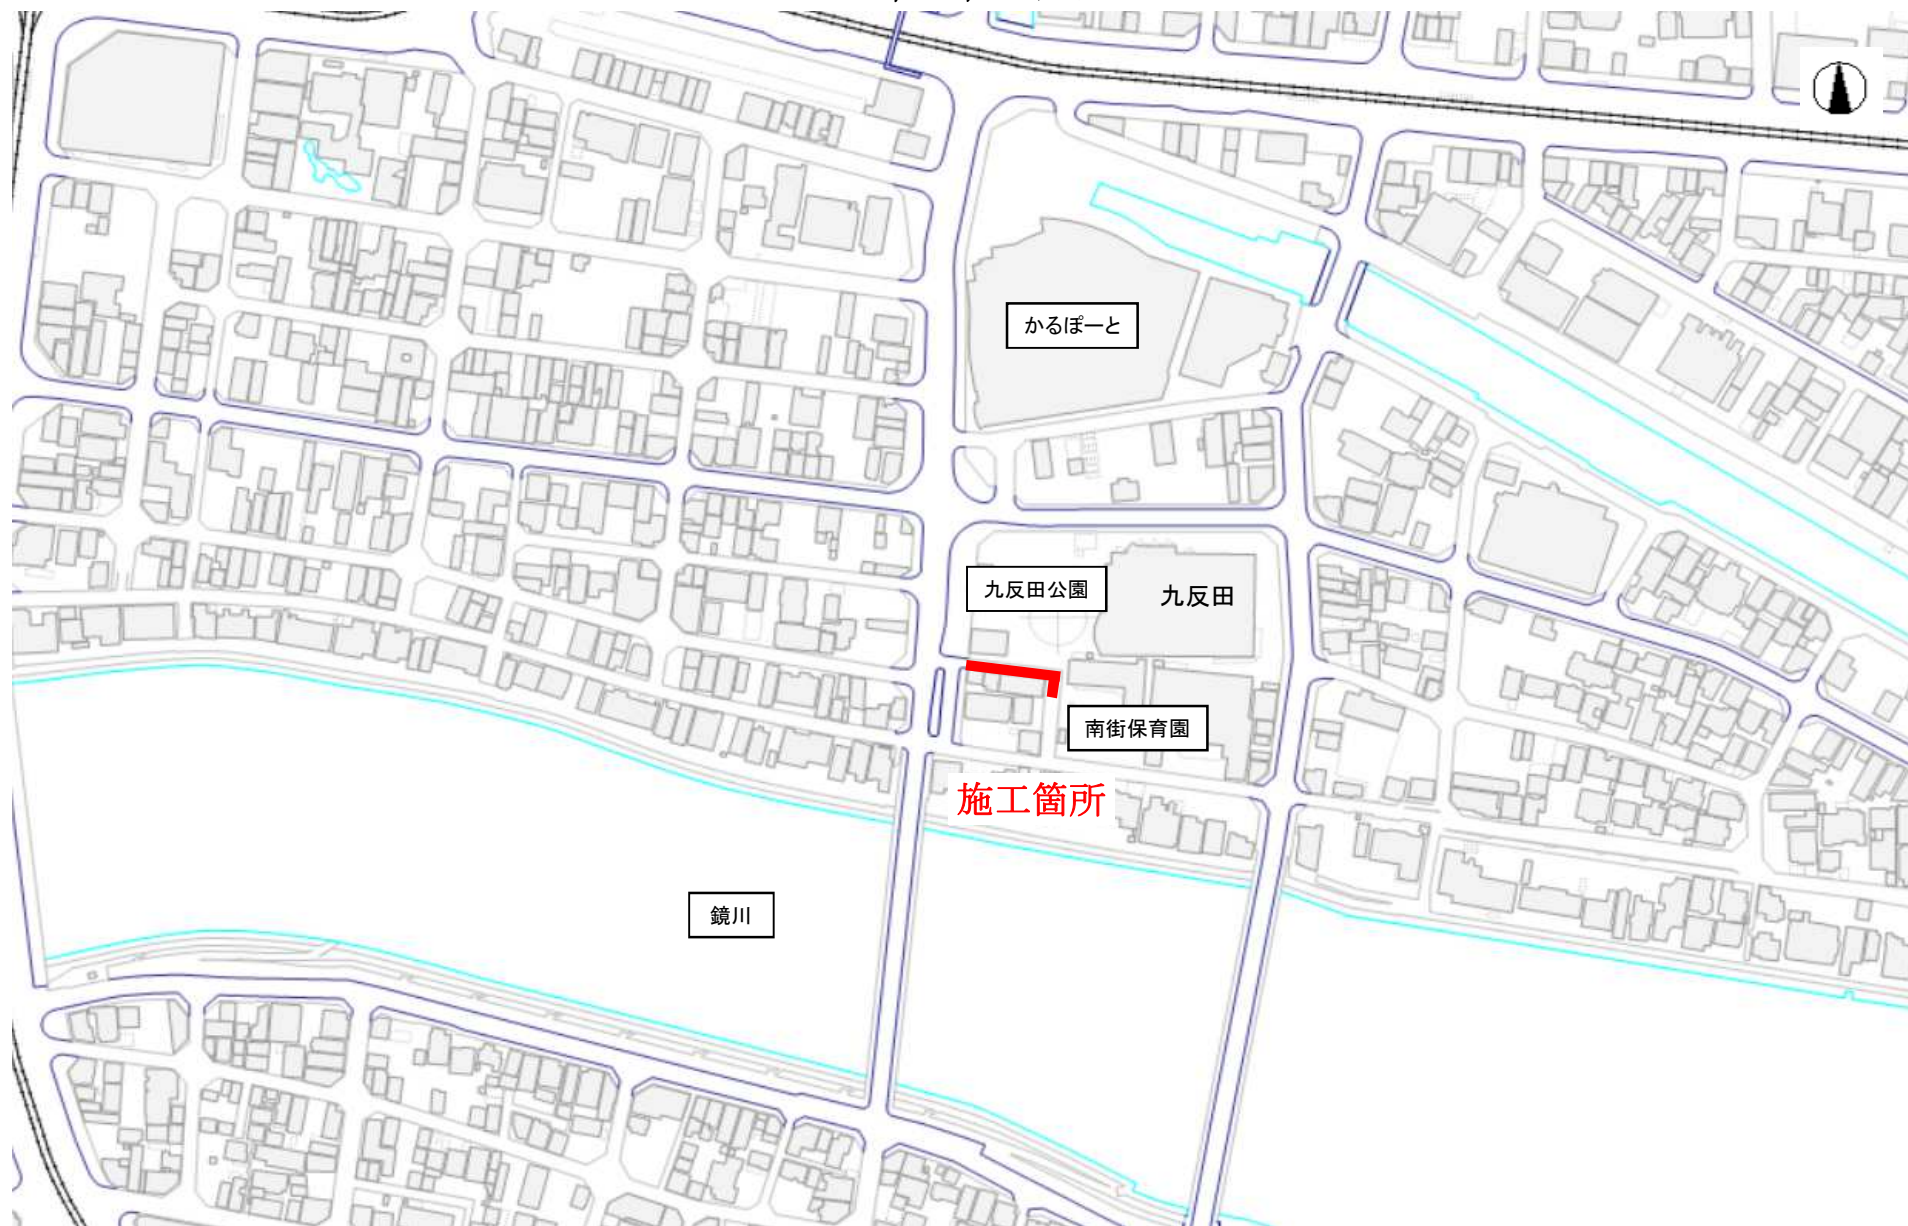 かるぽーと
九反田公園
九反田
南街保育園
施工箇所
鏡川